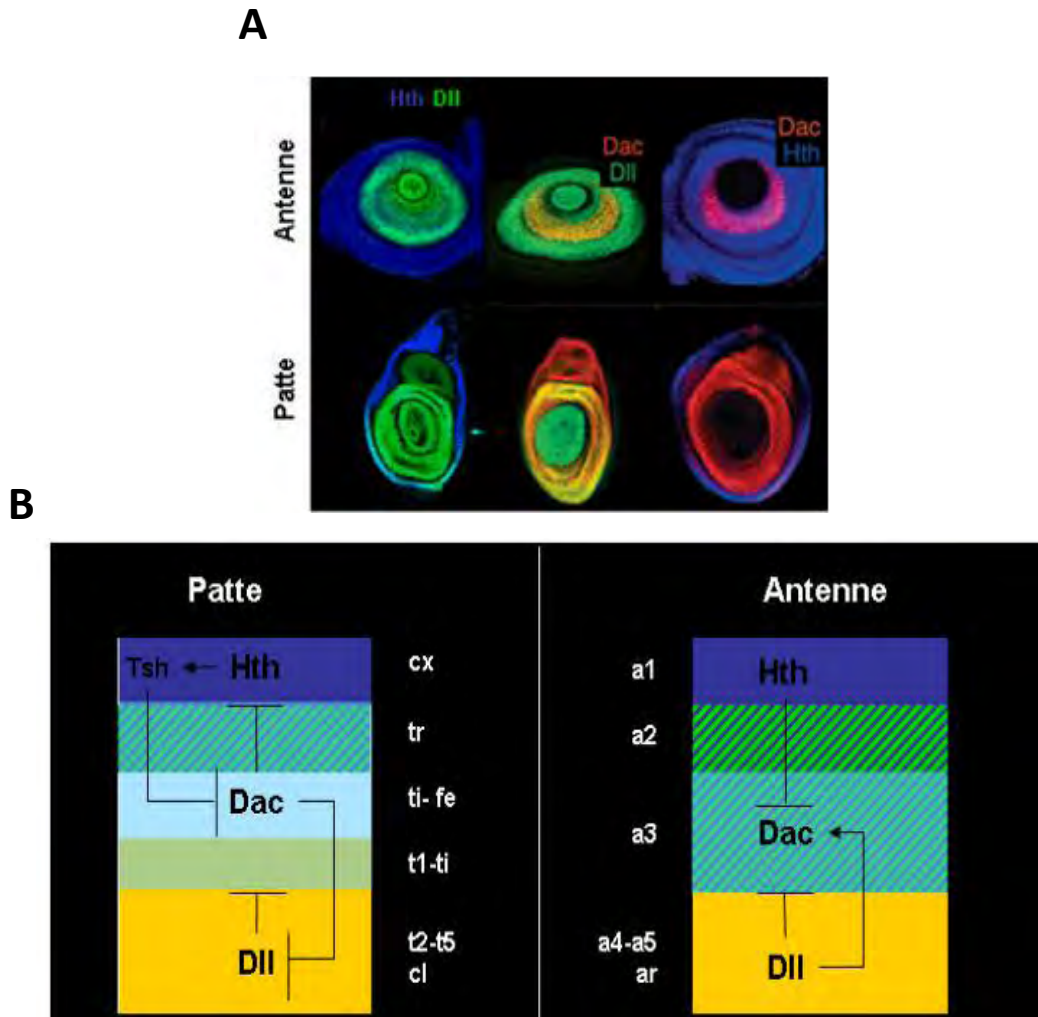 A
Hth Dll
Dac
Dll
Dac
Hth
Antenne
Patte
B
Patte
Antenne
Tsh
Hth
cx
tr
Dac
ti- fe
t1-ti
Dll
t2-t5
cl
a1
Hth
a2
a3
Dac
a4-a5
ar
Dll